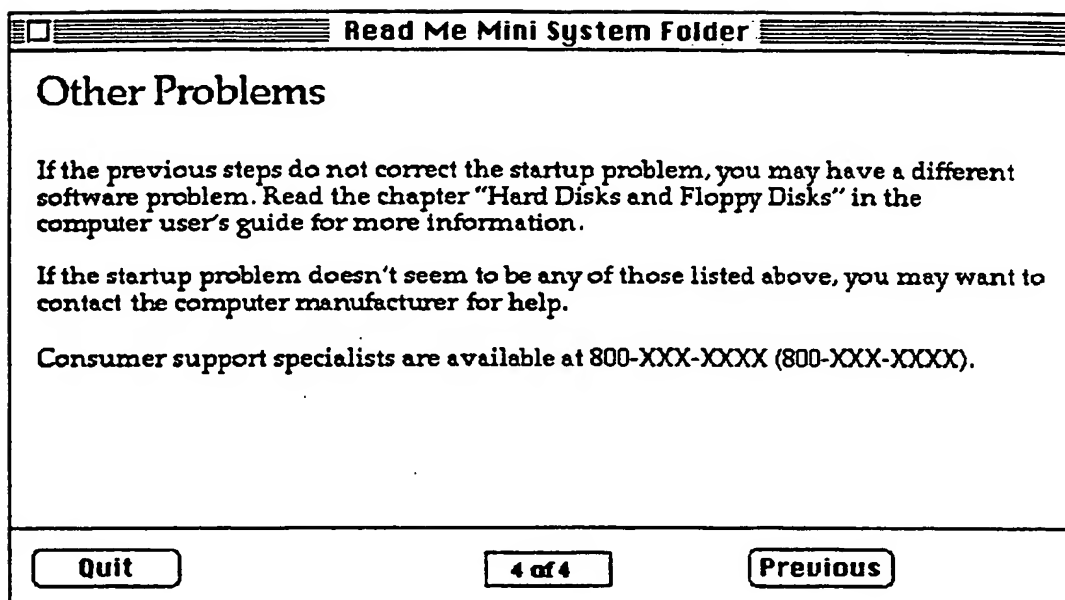 Read Me Mini System Folder
Other Problems
If the previous steps do not correct the startup problem, you may have a different
software problem. Read the chapter "Hard Disks and Floppy Disks" in the
computer user's guide for more information.
If the startup problem doesn't seem to be any of those listed above, you may want to
contact the computer manufacturer for help.
Consumer support specialists are available at 800-XXX-XXXX (800-XXX-XXXX).
Quit
4 of 4
Previous